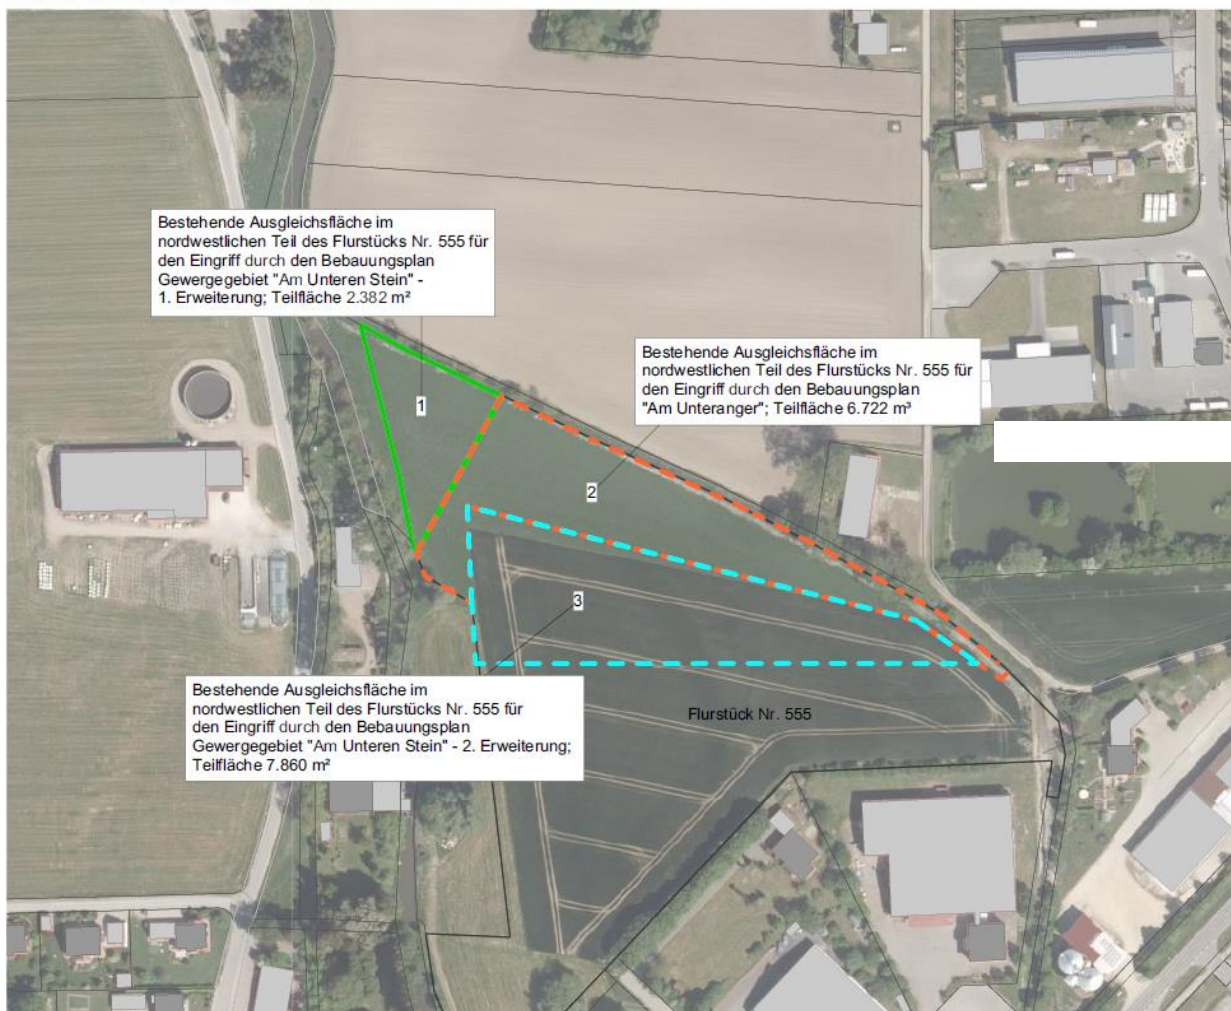 Bestehende Ausgleichsfläche im
nordwestlichen Teil des Flurstücks Nr. 555 für
den Eingriff durch den Bebauungsplan
Gewergegebiet "Am Unteren Stein" -
1. Erweiterung; Teilfläche 2.382 m²
Bestehende Ausgleichsfläche im
nordwestlichen Teil des Flurstücks Nr. 555 für
den Eingriff durch den Bebauungsplan
"Am Unteranger"; Teilfläche 6.722 m³
1
2
3
Bestehende Ausgleichsfläche im
nordwestlichen Teil des Flurstücks Nr. 555 für
den Eingriff durch den Bebauungsplan
Gewergegebiet "Am Unteren Stein" - 2. Erweiterung;
Teilfläche 7.860 m²
Flurstück Nr. 555